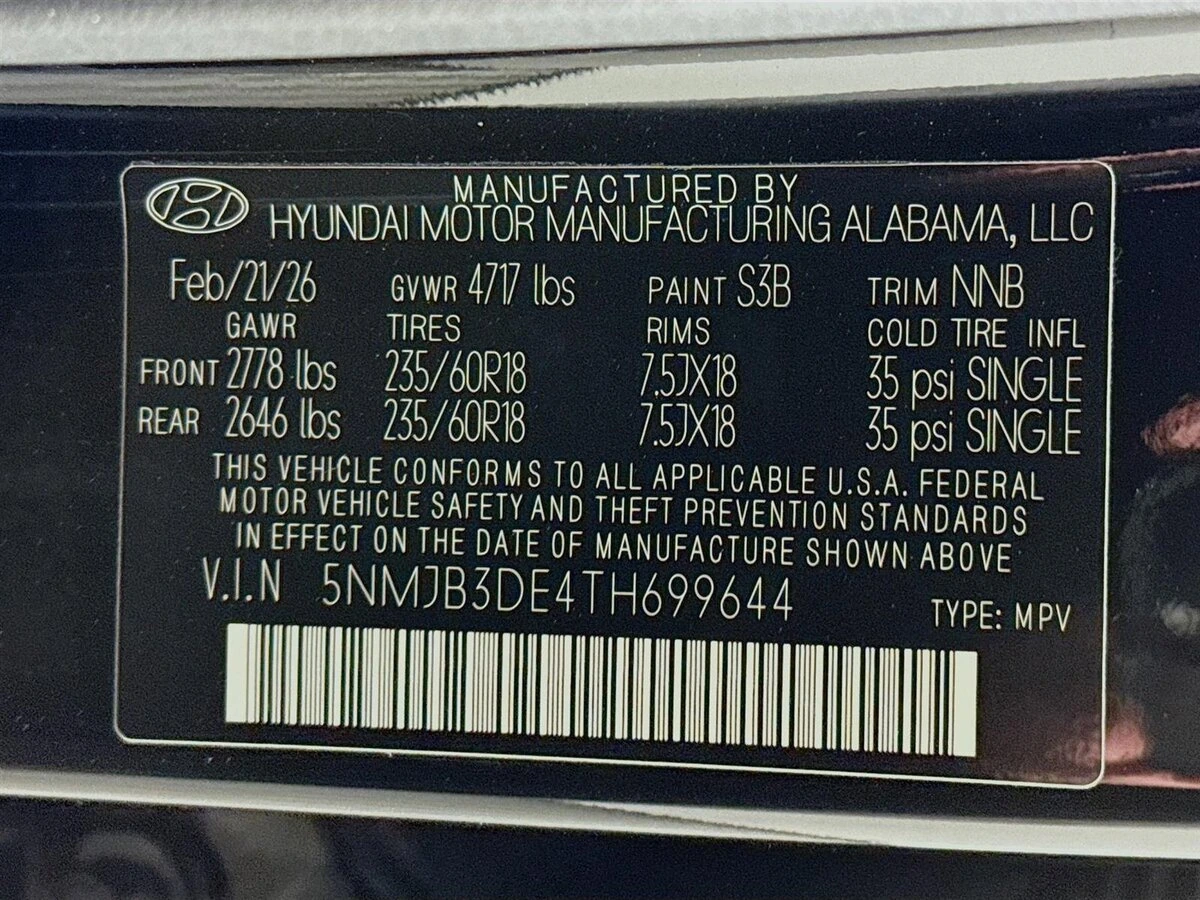 MANUFACTURED BY
HYUNDAI MOTOR MANUFACTURING ALABAMA, LLC
Feb/21/26 GVWR 4717 lbs PAINT S3B TRIM NNB
GAWR TIRES RIMS COLD TIRE INFL
FRONT 2778 lbs 235/60R18 7.5JX18 35 psi SINGLE
REAR 2646 lbs 235/60R18 7.5JX18 35 psi SINGLE
THIS VEHICLE CONFORMS TO ALL APPLICABLE U.S.A. FEDERAL
MOTOR VEHICLE SAFETY AND THEFT PREVENTION STANDARDS
IN EFFECT ON THE DATE OF MANUFACTURE SHOWN ABOVE
V.I.N 5NMJB3DE4TH699644 TYPE: MPV